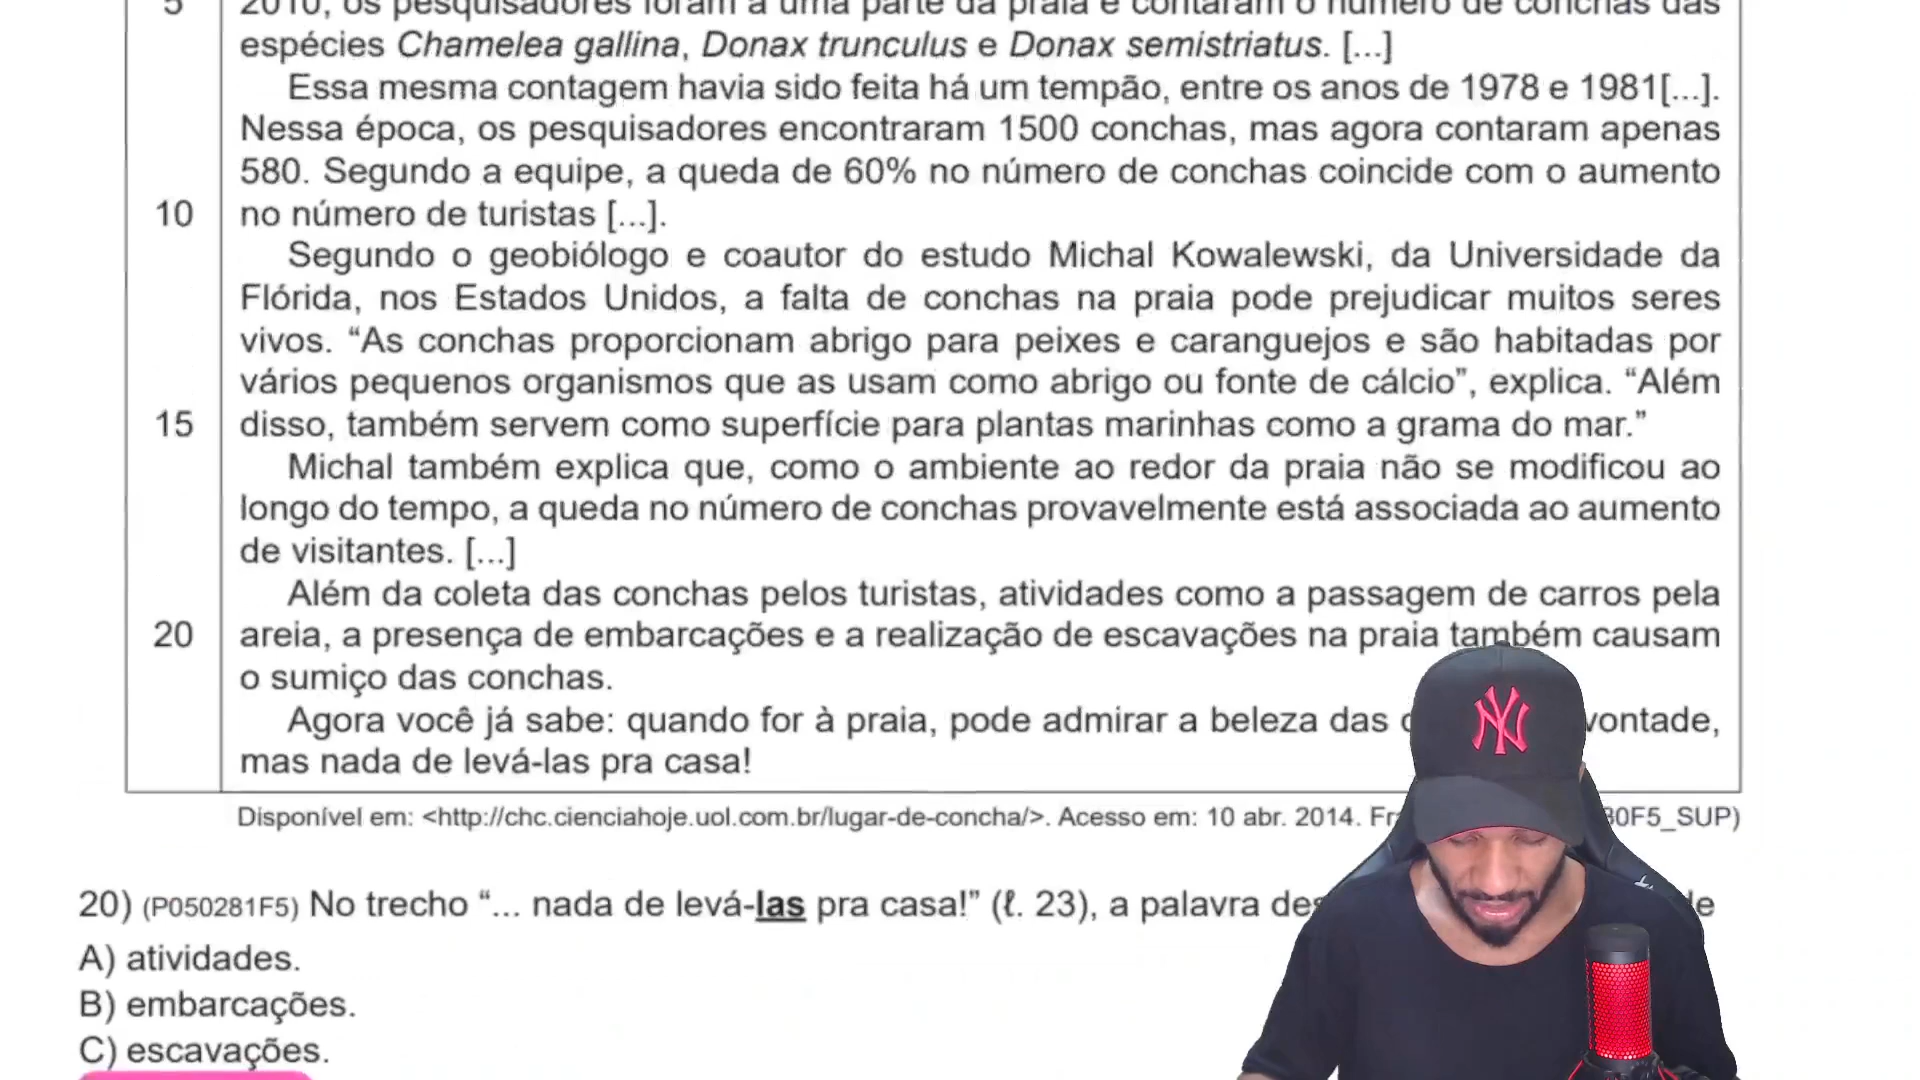 5 2010, os pesquisadores foram a uma parte da praia e contaram o número de conchas das
espécies Chamelea gallina, Donax trunculus e Donax semistriatus. [...]
Essa mesma contagem havia sido feita há um tempão, entre os anos de 1978 e 1981[...].
Nessa época, os pesquisadores encontraram 1500 conchas, mas agora contaram apenas
580. Segundo a equipe, a queda de 60% no número de conchas coincide com o aumento
10 no número de turistas [...].
Segundo o geobiólogo e coautor do estudo Michal Kowalewski, da Universidade da
Flórida, nos Estados Unidos, a falta de conchas na praia pode prejudicar muitos seres
vivos. “As conchas proporcionam abrigo para peixes e caranguejos e são habitadas por
vários pequenos organismos que as usam como abrigo ou fonte de cálcio”, explica. “Além
15 disso, também servem como superfície para plantas marinhas como a grama do mar.”
Michal também explica que, como o ambiente ao redor da praia não se modificou ao
longo do tempo, a queda no número de conchas provavelmente está associada ao aumento
de visitantes. [...]
Além da coleta das conchas pelos turistas, atividades como a passagem de carros pela
20 areia, a presença de embarcações e a realização de escavações na praia também causam
o sumiço das conchas.
Agora você já sabe: quando for à praia, pode admirar a beleza das vontade,
mas nada de levá-las pra casa!
Disponível em: <http://chc.cienciahoje.uol.com.br/lugar-de-concha/>. Acesso em: 10 abr. 2014. 30F5_SUP)
20) (P050281F5) No trecho “... nada de levá-las pra casa!” (ℓ. 23), a palavra
A) atividades.
B) embarcações.
C) escavações.
NY